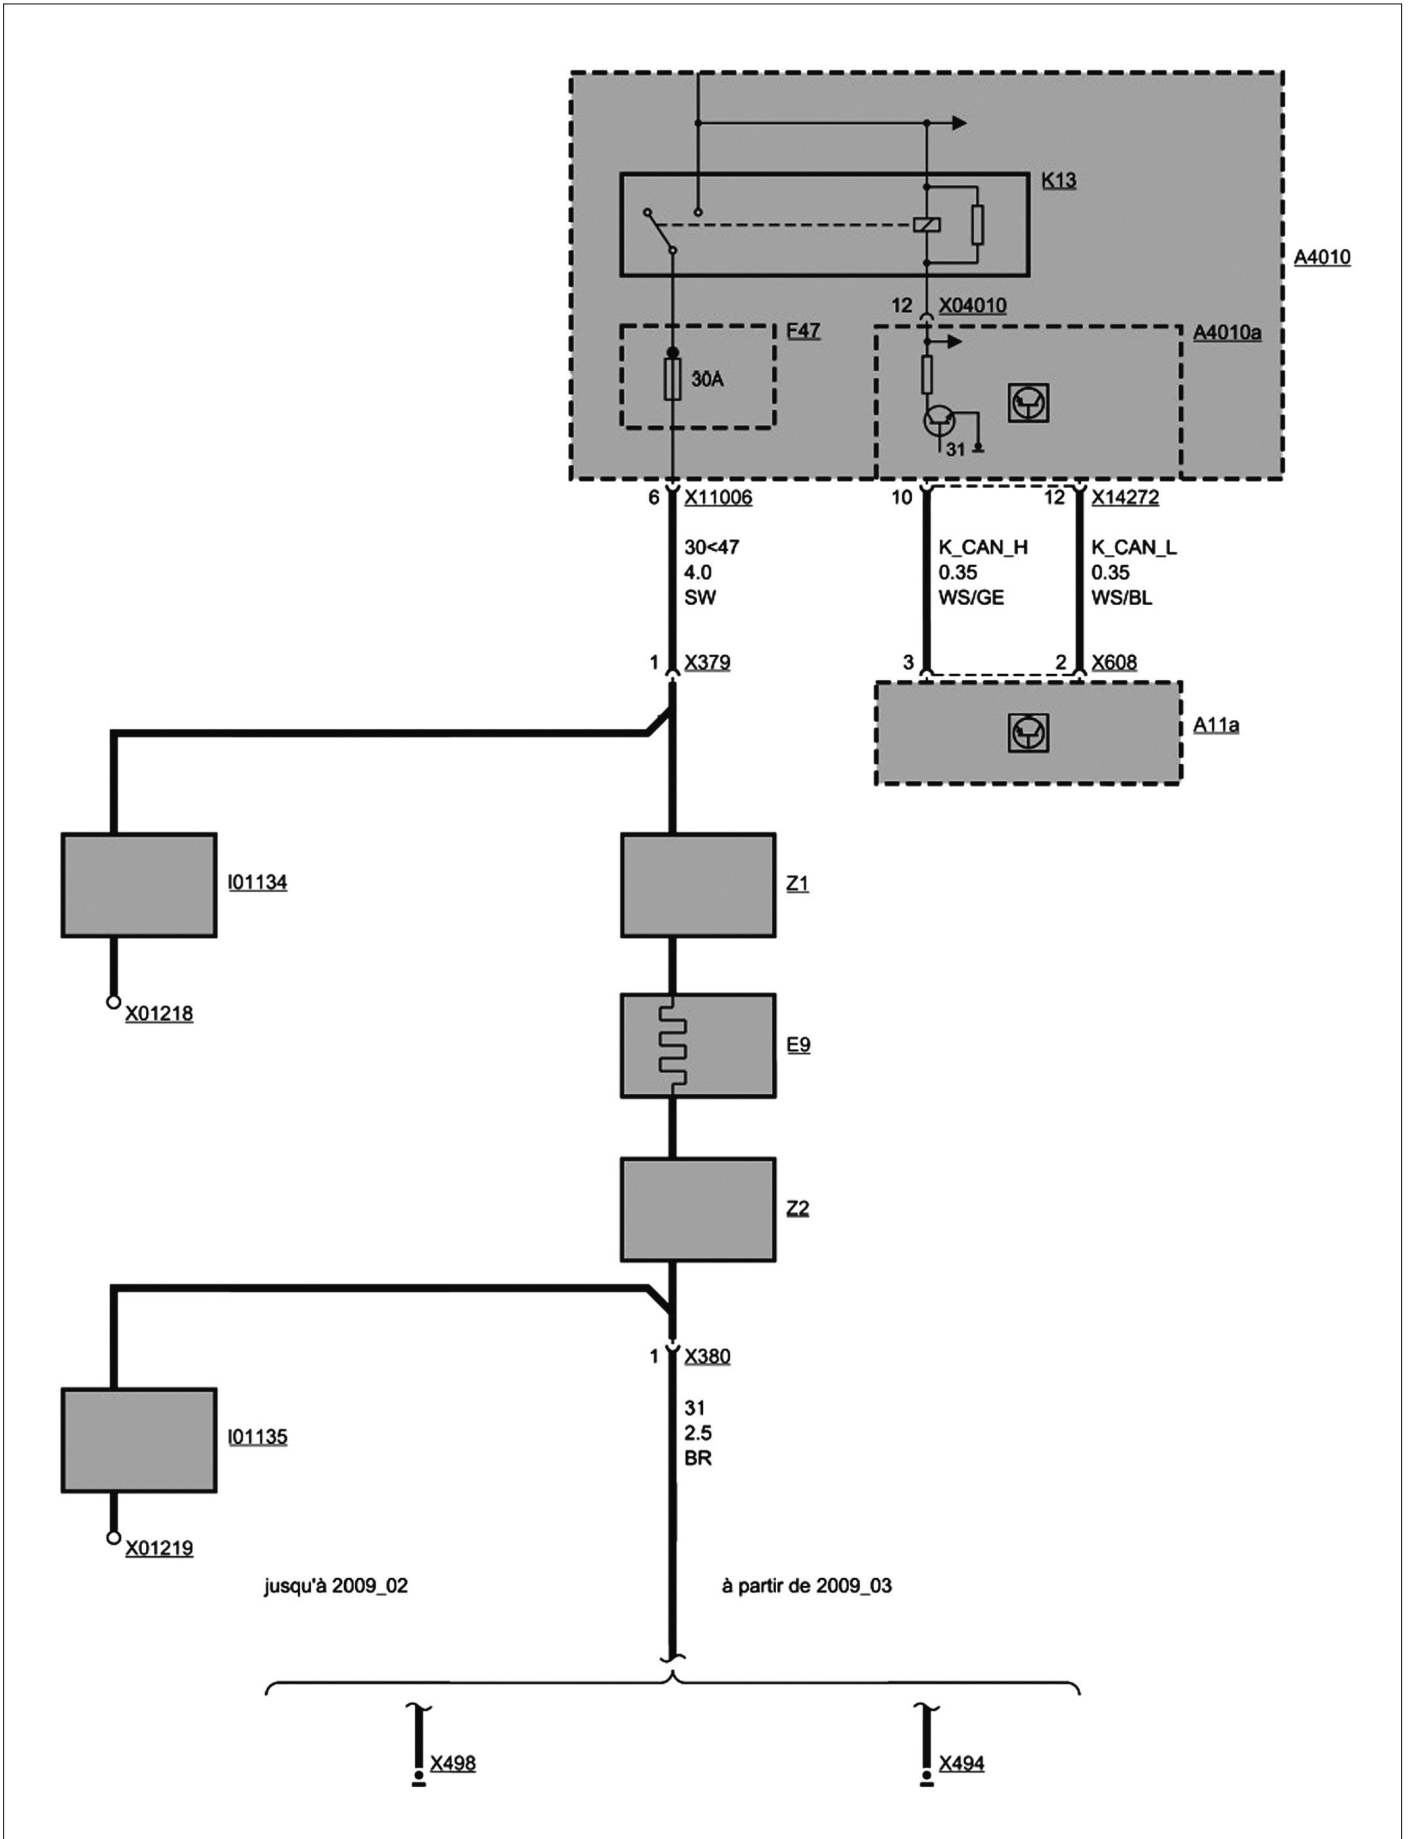 K13
A4010
12 X04010
F47
A4010a
30A
31
6 X11006
10
12 X14272
30<47
4.0
SW
K_CAN_H
0.35
WS/GE
K_CAN_L
0.35
WS/BL
1 X379
3
2 X608
A11a
I01134
Z1
X01218
E9
Z2
1 X380
31
2.5
BR
I01135
X01219
jusqu'à 2009_02
à partir de 2009_03
X498
X494